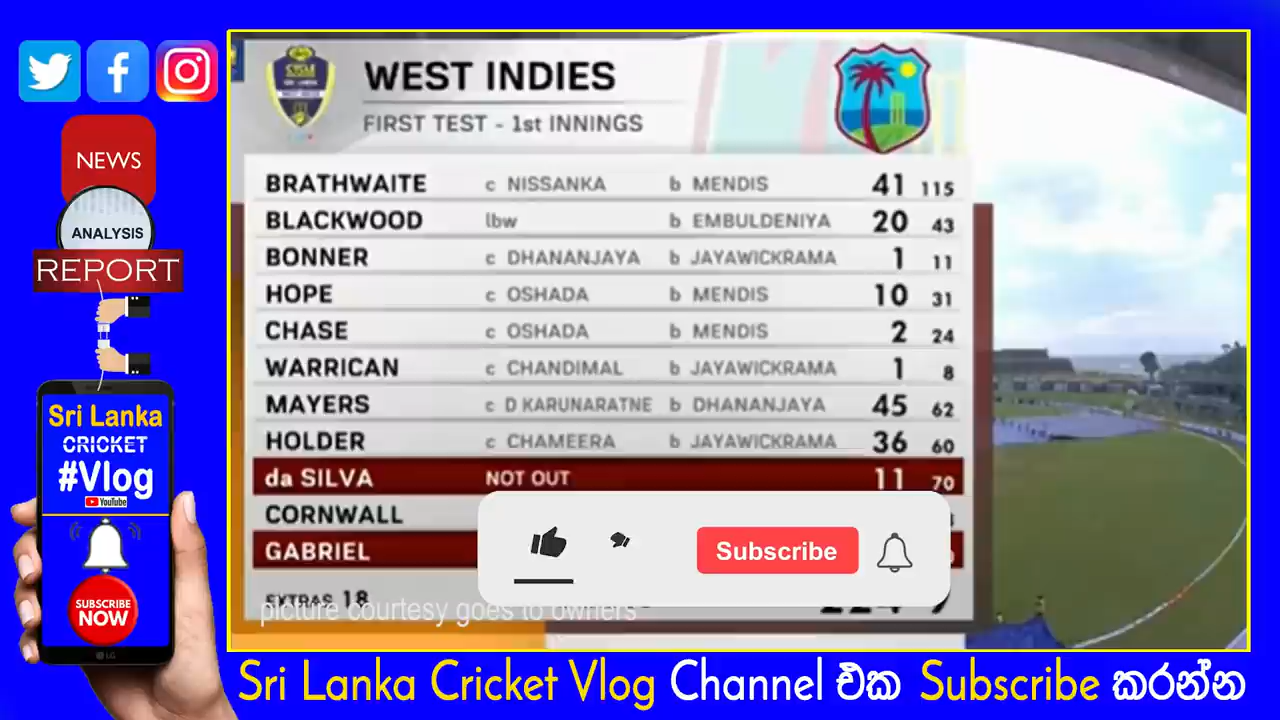 WEST INDIES
FIRST TEST - 1st INNINGS
BRATHWAITE c NISSANKA b MENDIS 41 115
BLACKWOOD lbw b EMBULDENIYA 20 43
BONNER c DHANANJAYA b JAYAWICKRAMA 1 11
HOPE c OSHADA b MENDIS 10 31
CHASE c OSHADA b MENDIS 2 24
WARRICAN c CHANDIMAL b JAYAWICKRAMA 1 8
MAYERS c D KARUNARATNE b DHANANJAYA 45 62
HOLDER c CHAMEERA b JAYAWICKRAMA 36 60
da SILVA NOT OUT 11 70
CORNWALL
GABRIEL
EXTRAS 18
picture courtesy goes to owners
Subscribe
NEWS
ANALYSIS
REPORT
Sri Lanka
CRICKET
#Vlog
YouTube
SUBSCRIBE
NOW
LG
Sri Lanka Cricket Vlog Channel එක Subscribe කරන්න